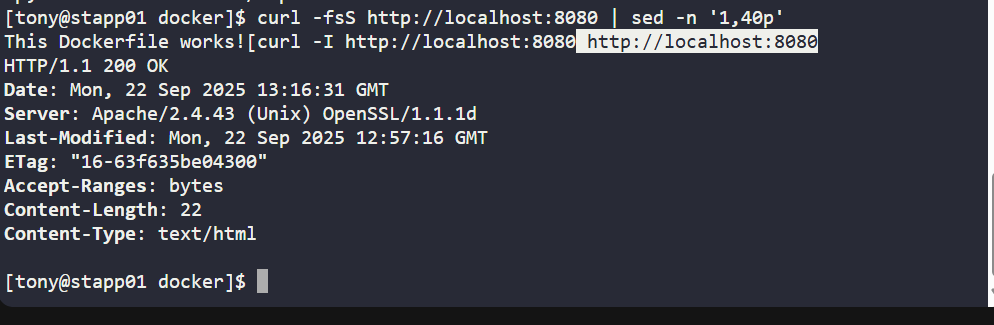 [tony@stapp01 docker]$ curl -fsS http://localhost:8080 | sed -n '1,40p'
This Dockerfile works![curl -I http://localhost:8080 http://localhost:8080
HTTP/1.1 200 OK
Date: Mon, 22 Sep 2025 13:16:31 GMT
Server: Apache/2.4.43 (Unix) OpenSSL/1.1.1d
Last-Modified: Mon, 22 Sep 2025 12:57:16 GMT
ETag: "16-63f635be04300"
Accept-Ranges: bytes
Content-Length: 22
Content-Type: text/html
[tony@stapp01 docker]$